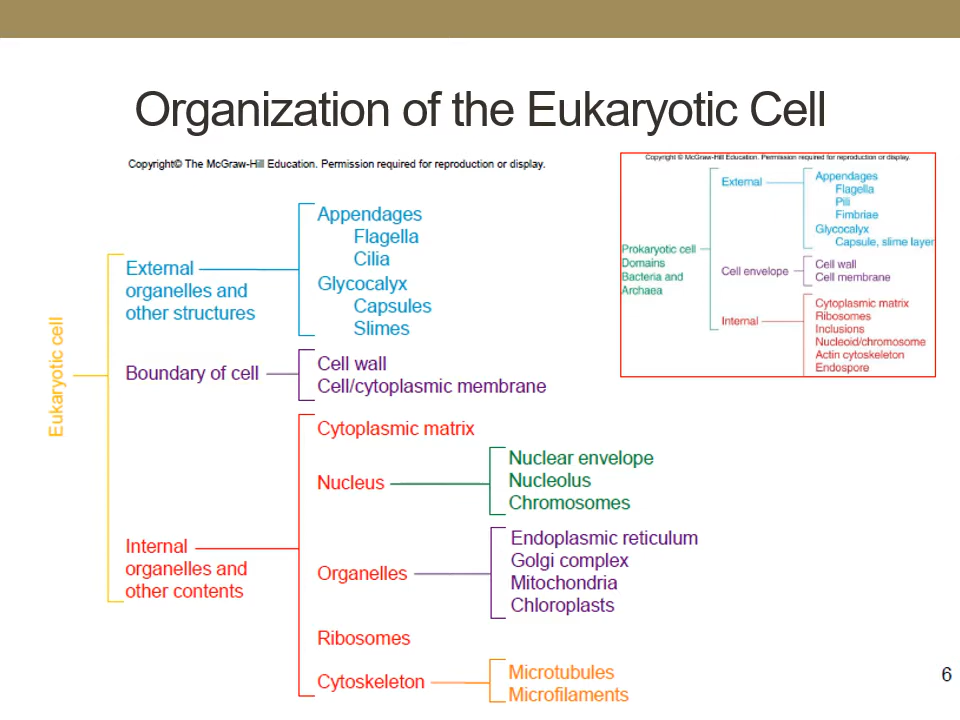 Organization of the Eukaryotic Cell
Copyright© The McGraw-Hill Education. Permission required for reproduction or display.
Eukaryotic cell
External
organelles and
other structures
Appendages
Flagella
Cilia
Glycocalyx
Capsules
Slimes
Boundary of cell
Cell wall
Cell/cytoplasmic membrane
Internal
organelles and
other contents
Cytoplasmic matrix
Nucleus
Nuclear envelope
Nucleolus
Chromosomes
Organelles
Endoplasmic reticulum
Golgi complex
Mitochondria
Chloroplasts
Ribosomes
Cytoskeleton
Microtubules
Microfilaments
Copyright © McGraw-Hill Education. Permission required for reproduction or display.
Prokaryotic cell
Domains
Bacteria and
Archaea
External
Appendages
Flagella
Pili
Fimbriae
Glycocalyx
Capsule, slime layer
Cell envelope
Cell wall
Cell membrane
Internal
Cytoplasmic matrix
Ribosomes
Inclusions
Nucleoid/chromosome
Actin cytoskeleton
Endospore
6